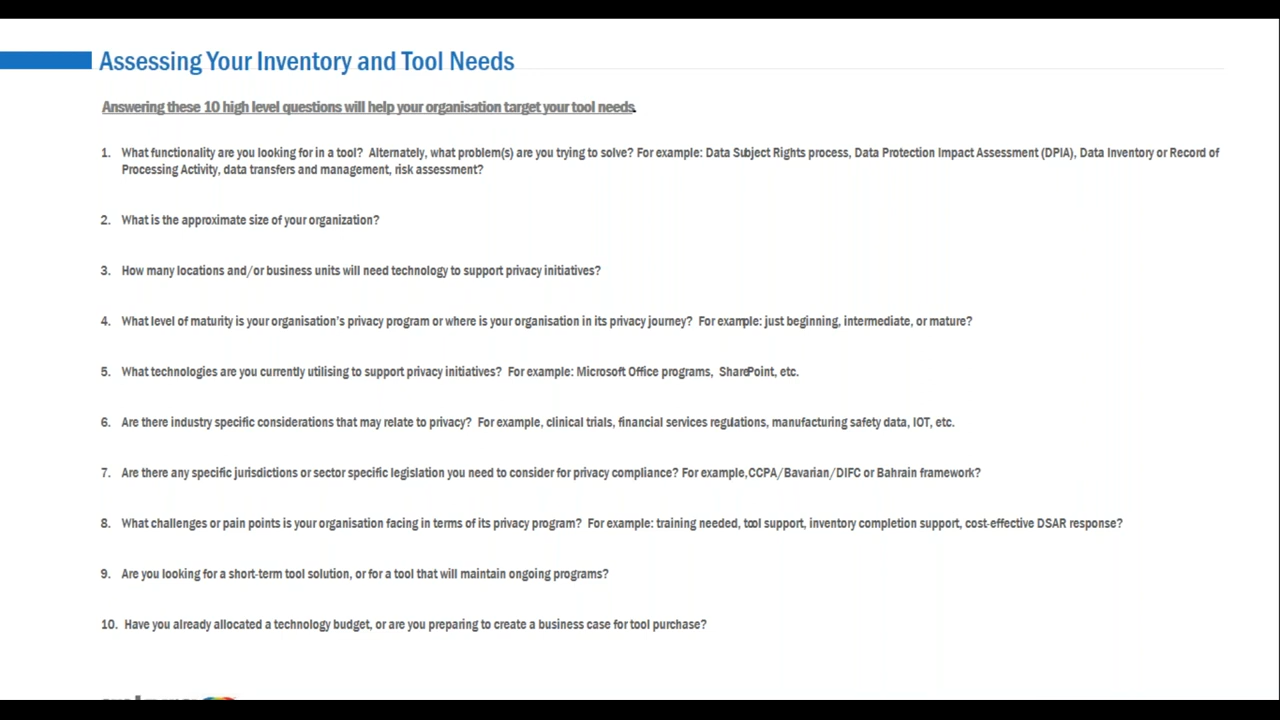 Assessing Your Inventory and Tool Needs
Answering these 10 high level questions will help your organisation target your tool needs.
1. What functionality are you looking for in a tool? Alternately, what problem(s) are you trying to solve? For example: Data Subject Rights process, Data Protection Impact Assessment (DPIA), Data Inventory or Record of
Processing Activity, data transfers and management, risk assessment?
2. What is the approximate size of your organization?
3. How many locations and/or business units will need technology to support privacy initiatives?
4. What level of maturity is your organisation's privacy program or where is your organisation in its privacy journey? For example: just beginning, intermediate, or mature?
5. What technologies are you currently utilising to support privacy initiatives? For example: Microsoft Office programs, SharePoint, etc.
6. Are there industry specific considerations that may relate to privacy? For example, clinical trials, financial services regulations, manufacturing safety data, IOT, etc.
7. Are there any specific jurisdictions or sector specific legislation you need to consider for privacy compliance? For example,CCPA/Bavarian/DIFC or Bahrain framework?
8. What challenges or pain points is your organisation facing in terms of its privacy program? For example: training needed, tool support, inventory completion support, cost-effective DSAR response?
9. Are you looking for a short-term tool solution, or for a tool that will maintain ongoing programs?
10. Have you already allocated a technology budget, or are you preparing to create a business case for tool purchase?